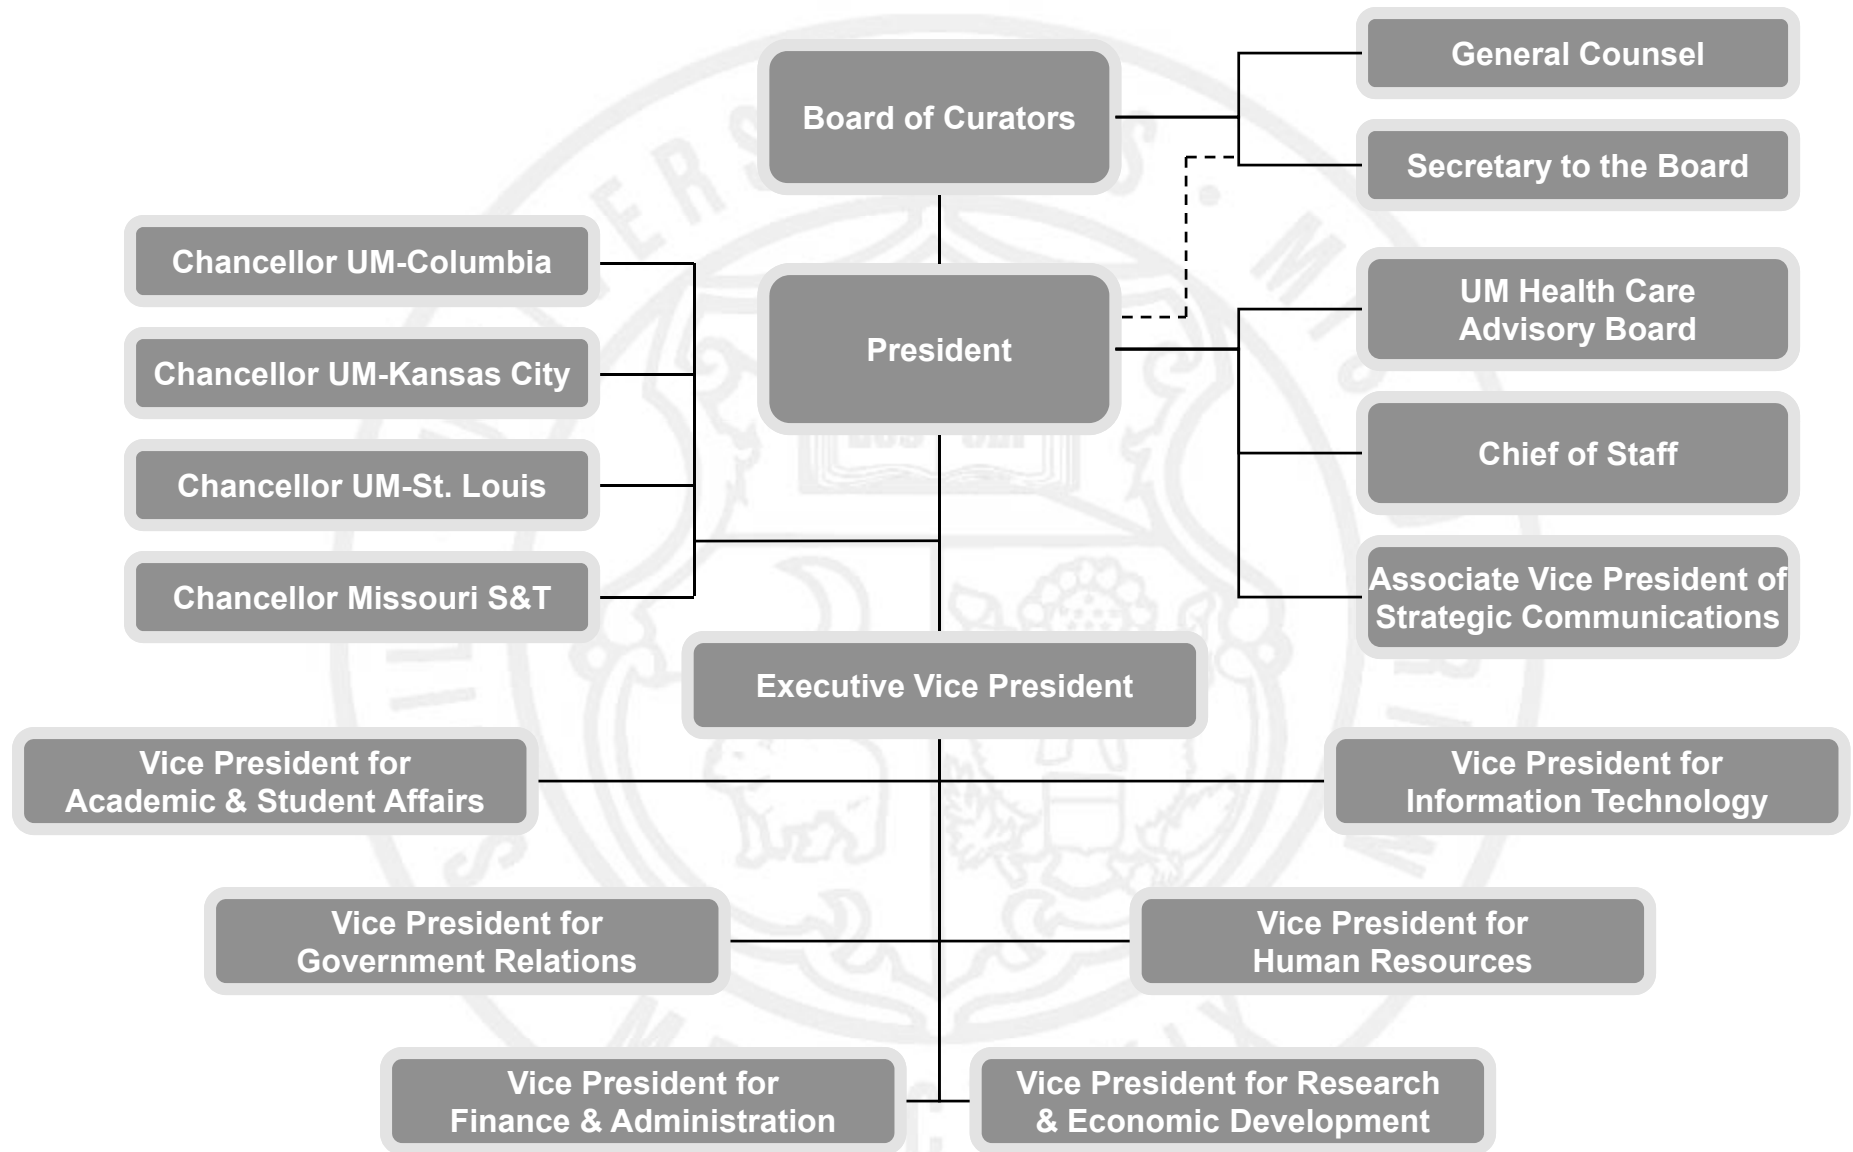 Board of Curators
General Counsel
Secretary to the Board
Chancellor UM-Columbia
Chancellor UM-Kansas City
Chancellor UM-St. Louis
Chancellor Missouri S&T
President
UM Health Care
Advisory Board
Chief of Staff
Associate Vice President of
Strategic Communications
Executive Vice President
Vice President for
Academic & Student Affairs
Vice President for
Information Technology
Vice President for
Government Relations
Vice President for
Human Resources
Vice President for
Finance & Administration
Vice President for Research
& Economic Development